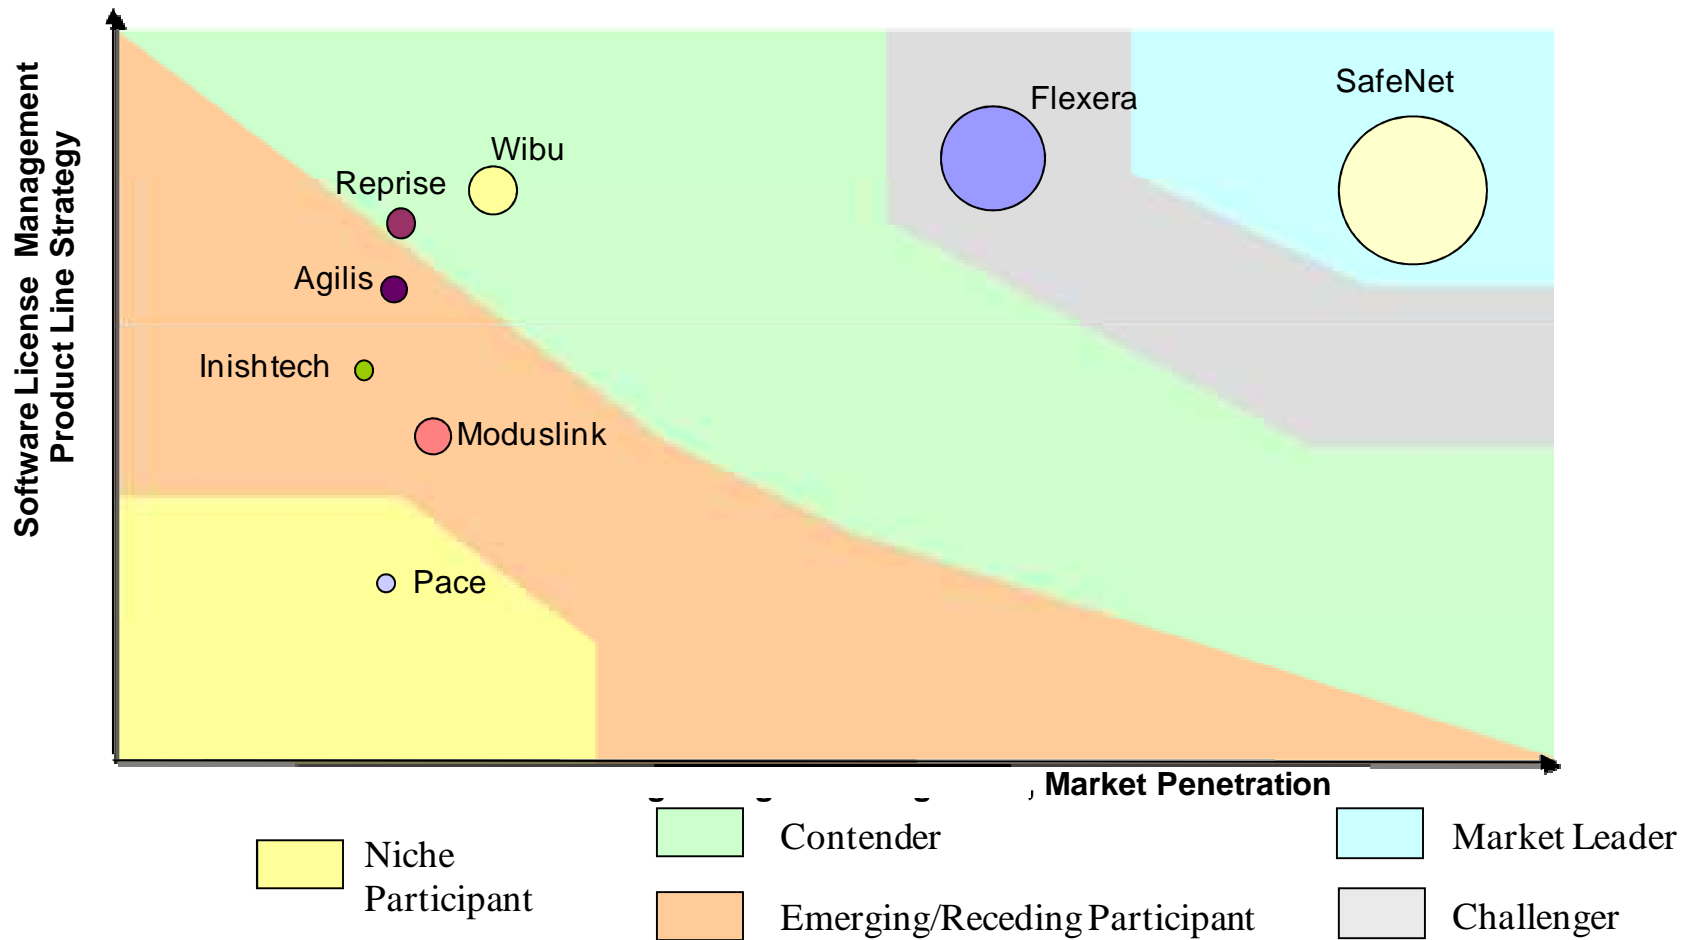 Software License Management
Product Line Strategy
Flexera
SafeNet
Wibu
Reprise
Agilis
Inishtech
Moduslink
Pace
, Market Penetration
Niche
Participant
Contender
Emerging/Receding Participant
Market Leader
Challenger